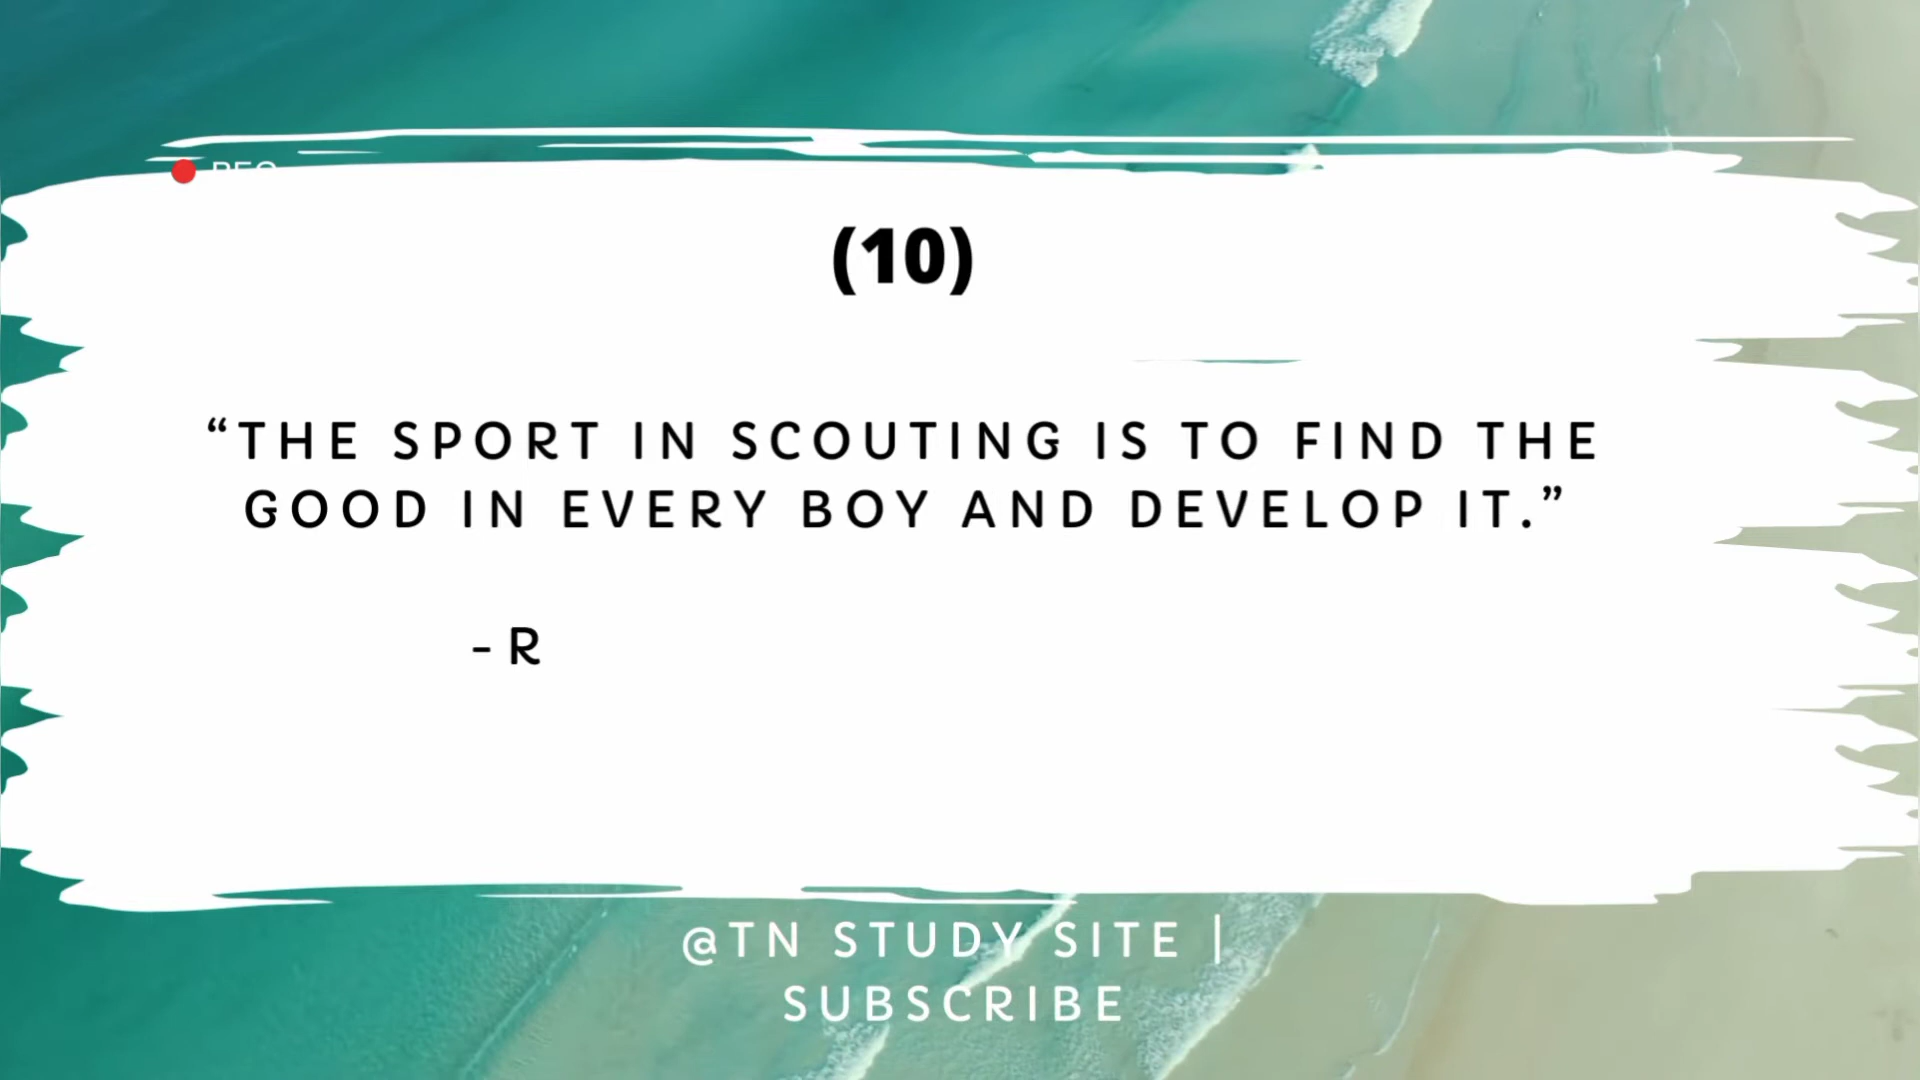 (10)
“THE SPORT IN SCOUTING IS TO FIND THE
GOOD IN EVERY BOY AND DEVELOP IT.”
- R
@TN STUDY SITE |
SUBSCRIBE